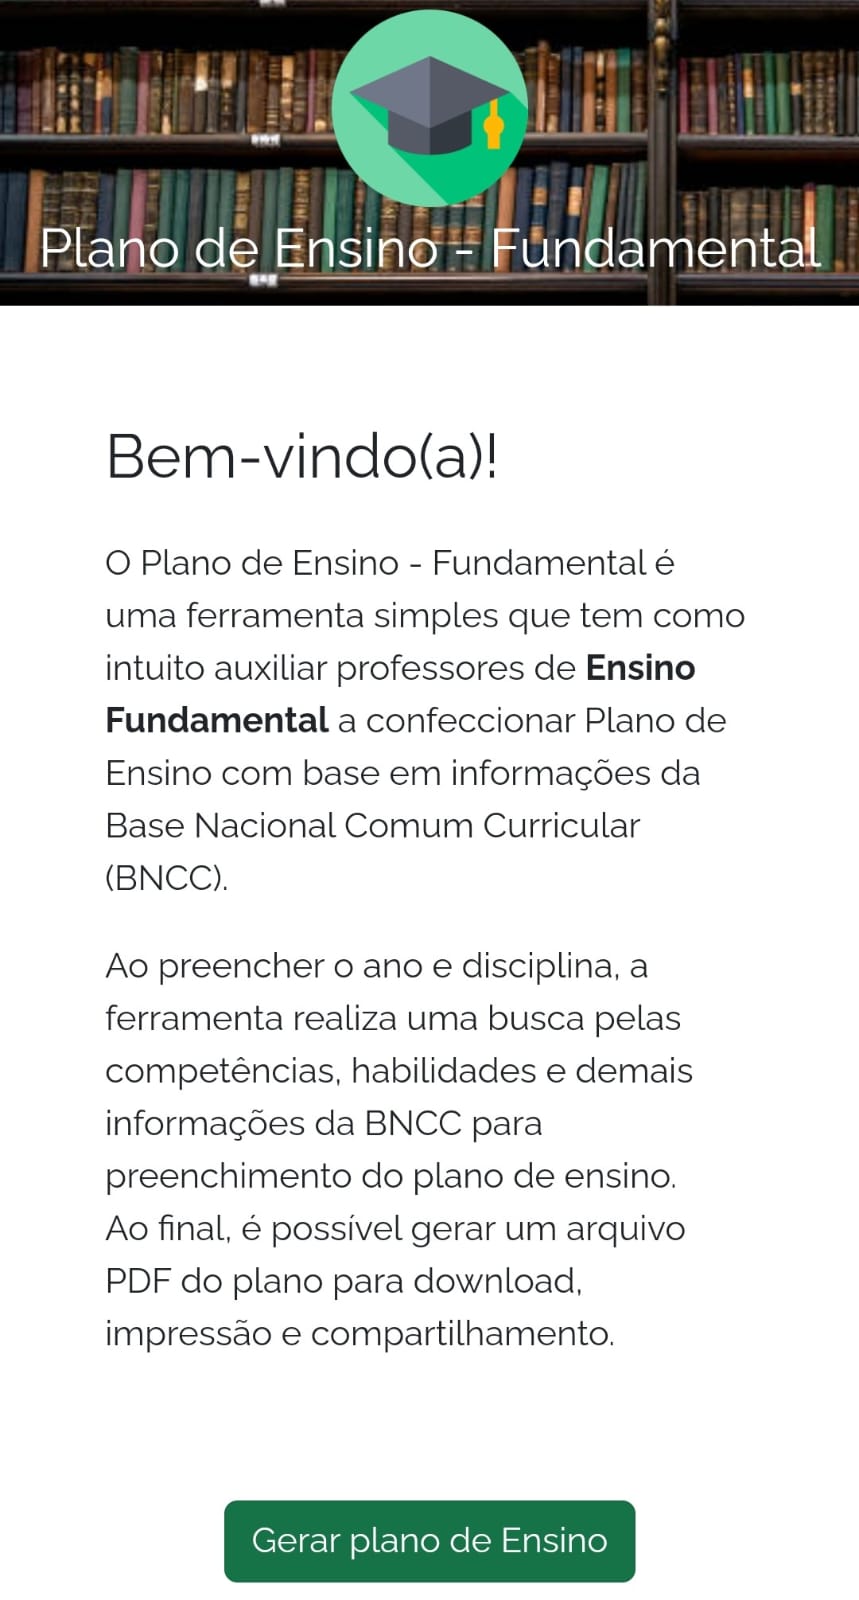 Plano de Ensino - Fundamental
Bem-vindo(a)!
O Plano de Ensino - Fundamental é
uma ferramenta simples que tem como
intuito auxiliar professores de Ensino
Fundamental a confeccionar Plano de
Ensino com base em informações da
Base Nacional Comum Curricular
(BNCC).
Ao preencher o ano e disciplina, a
ferramenta realiza uma busca pelas
competências, habilidades e demais
informações da BNCC para
preenchimento do plano de ensino.
Ao final, é possível gerar um arquivo
PDF do plano para download,
impressão e compartilhamento.
Gerar plano de Ensino